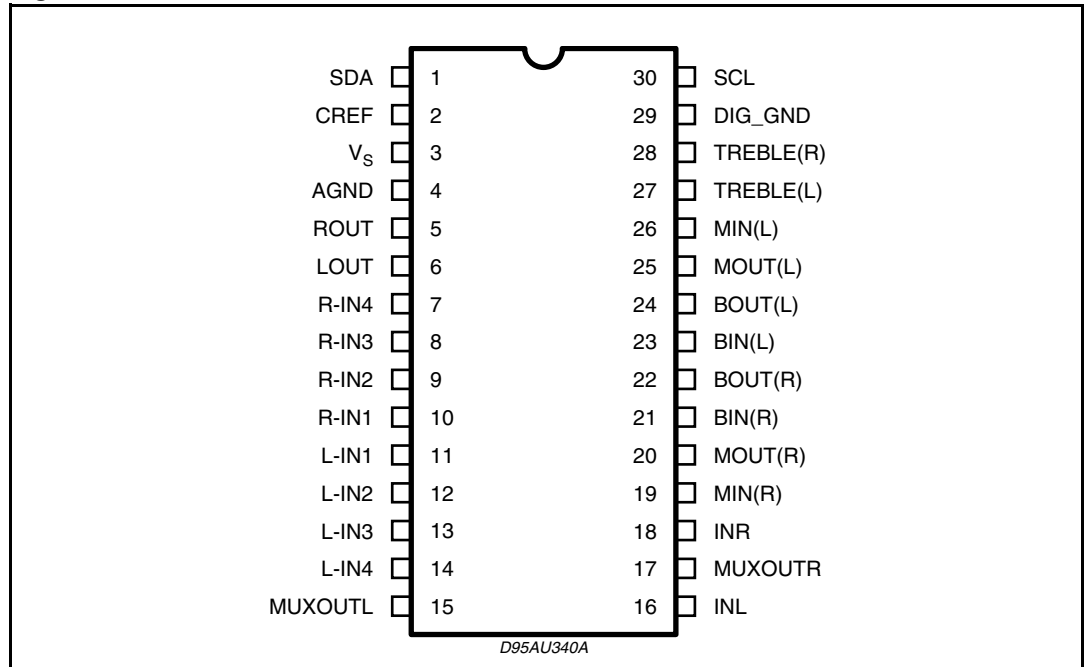 SDA 1 30 SCL
CREF 2 29 DIG_GND
VS 3 28 TREBLE(R)
AGND 4 27 TREBLE(L)
ROUT 5 26 MIN(L)
LOUT 6 25 MOUT(L)
R-IN4 7 24 BOUT(L)
R-IN3 8 23 BIN(L)
R-IN2 9 22 BOUT(R)
R-IN1 10 21 BIN(R)
L-IN1 11 20 MOUT(R)
L-IN2 12 19 MIN(R)
L-IN3 13 18 INR
L-IN4 14 17 MUXOUTR
MUXOUTL 15 16 INL
D95AU340A